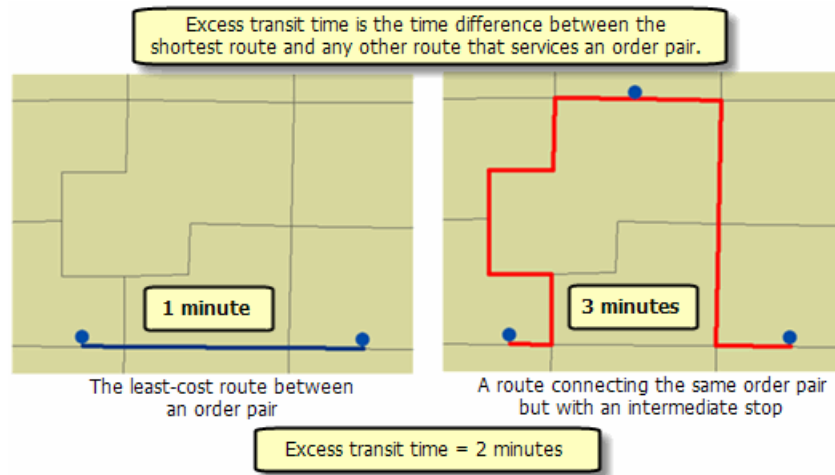 Excess transit time is the time difference between the
shortest route and any other route that services an order pair.
1 minute
3 minutes
The least-cost route between
an order pair
A route connecting the same order pair
but with an intermediate stop
Excess transit time = 2 minutes